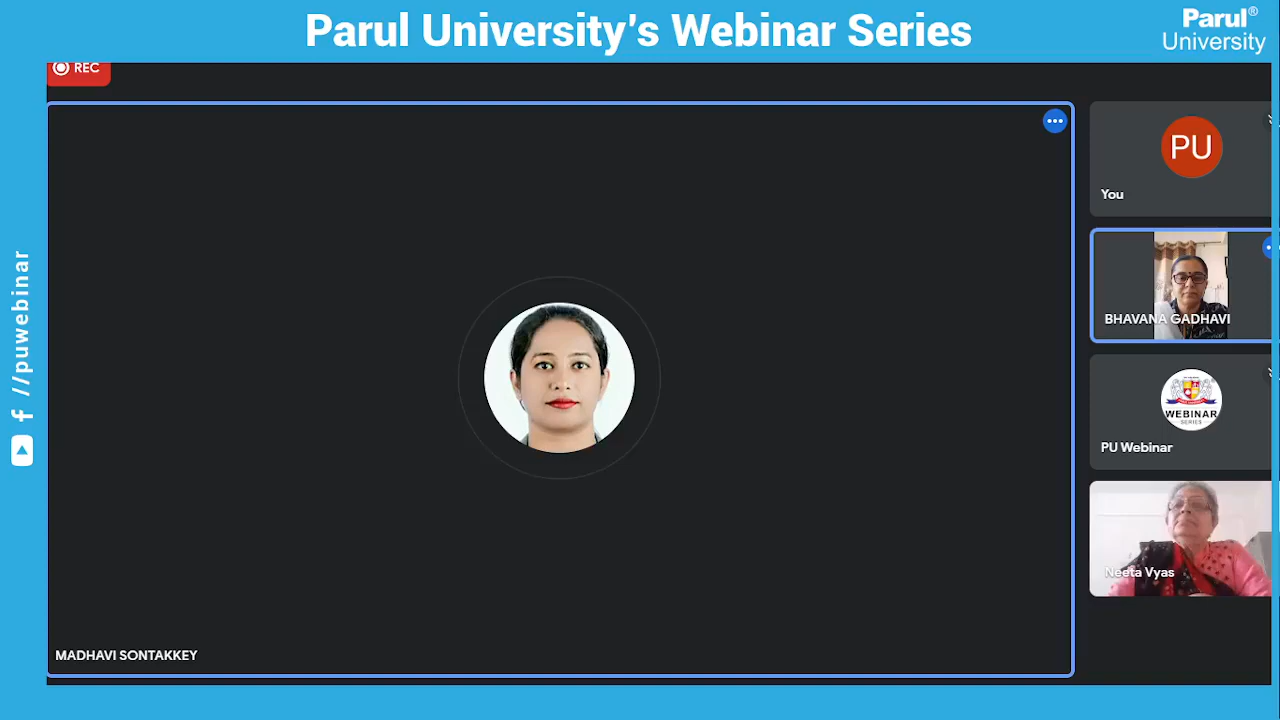 Parul University's Webinar Series
Parul®
University
REC
PU
You
BHAVANA GADHAVI
WEBINAR
SERIES
PU Webinar
Neeta Vyas
MADHAVI SONTAKKEY
//puwebinar